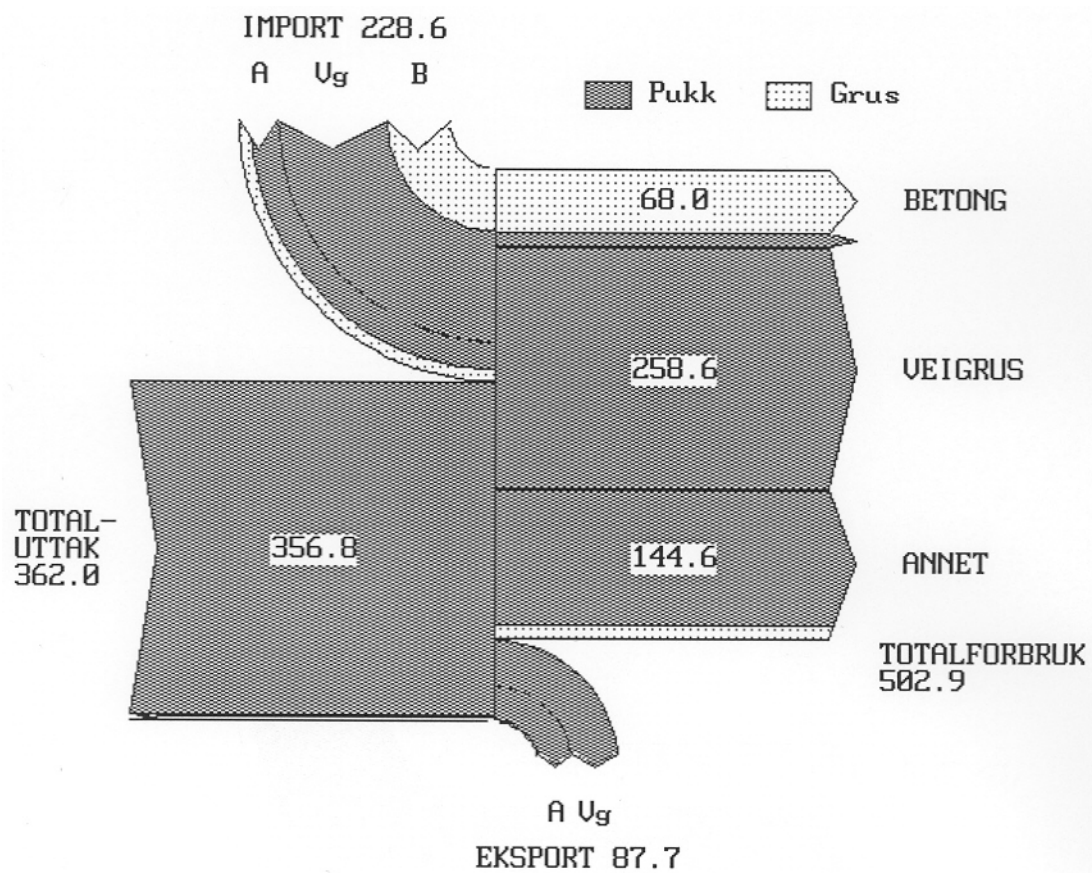 IMPORT 228.6
A Vg B
Pukk Grus
68.0 BETONG
258.6 VEIGRUS
TOTAL-
UTTAK
362.0
356.8
144.6 ANNET
TOTALFORBRUK
502.9
A Vg
EKSPORT 87.7